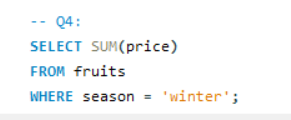 -- Q4:
SELECT SUM(price)
FROM fruits
WHERE season = 'winter';